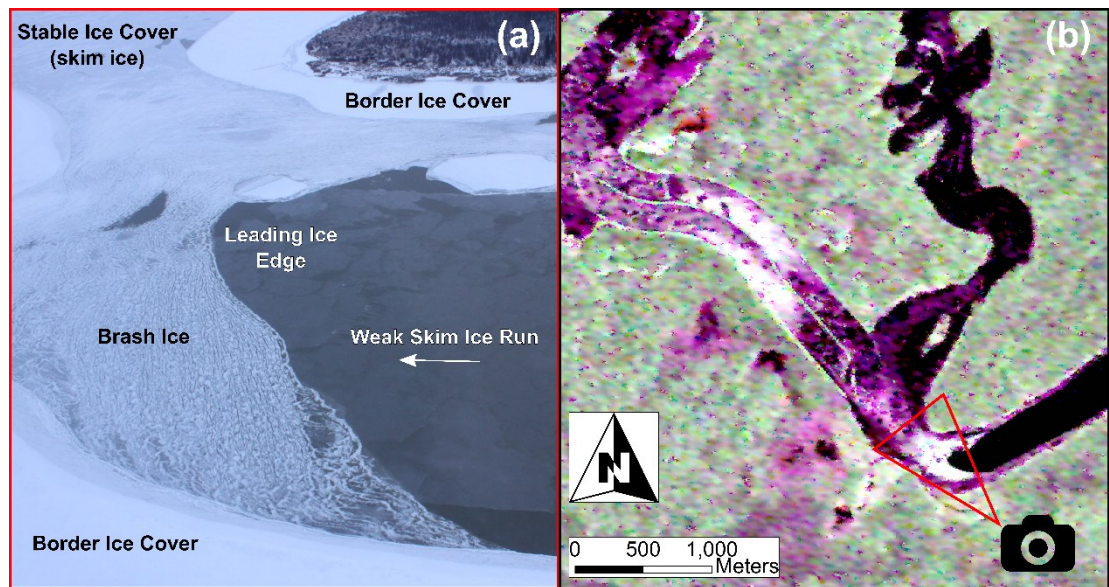 Stable Ice Cover
(skim ice)
(a)
Border Ice Cover
Leading Ice
Edge
Brash Ice
Weak Skim Ice Run
Border Ice Cover
(b)
N
0 500 1,000
Meters